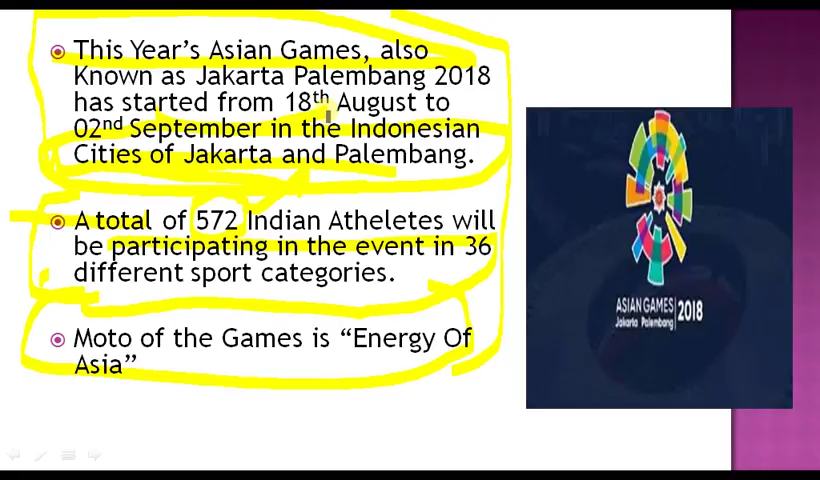 This Year's Asian Games, also
Known as Jakarta Palembang 2018
has started from 18th August to
02nd September in the Indonesian
Cities of Jakarta and Palembang.
A total of 572 Indian Atheletes will
be participating in the event in 36
different sport categories.
Moto of the Games is “Energy Of
Asia”
ASIAN GAMES 2018
Jakarta Palembang